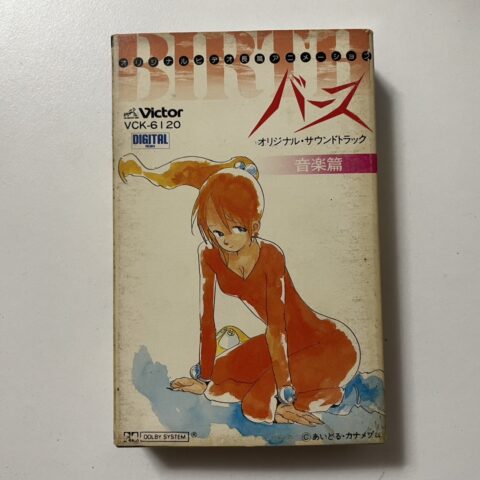 BIRTH
オリジナルビデオ長篇アニメーション
バース
Victor
VCK-6120
DIGITAL
オリジナル・サウンドトラック
音楽篇
DOLBY SYSTEM®
©あいどる・カナメプロ